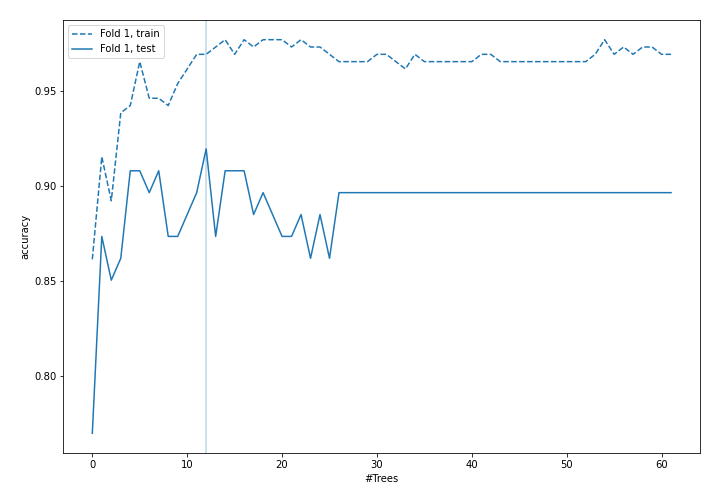 Fold 1, train
Fold 1, test
0.95
0.90
0.85
0.80
accuracy
0 10 20 30 40 50 60
#Trees